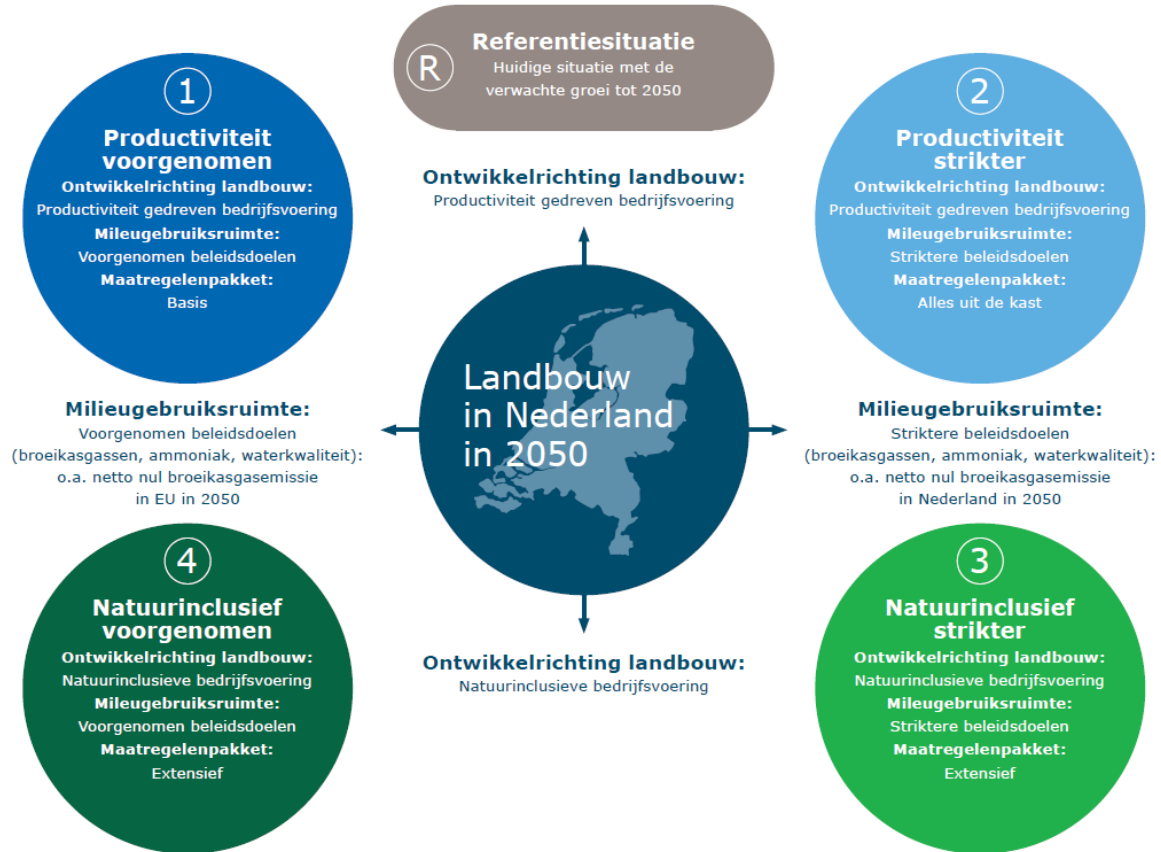 R
Referentiesituatie
Huidige situatie met de
verwachte groei tot 2050
1
Productiviteit
voorgenomen
Ontwikkelrichting landbouw:
Productiviteit gedreven bedrijfsvoering
Mileugebruiksruimte:
Voorgenomen beleidsdoelen
Maatregelenpakket:
Basis
Ontwikkelrichting landbouw:
Productiviteit gedreven bedrijfsvoering
2
Productiviteit
strikter
Ontwikkelrichting landbouw:
Productiviteit gedreven bedrijfsvoering
Mileugebruiksruimte:
Striktere beleidsdoelen
Maatregelenpakket:
Alles uit de kast
Milieugebruiksruimte:
Voorgenomen beleidsdoelen
(broeikasgassen, ammoniak, waterkwaliteit):
o.a. netto nul broeikasgasemissie
in EU in 2050
Landbouw
in Nederland
in 2050
Milieugebruiksruimte:
Striktere beleidsdoelen
(broeikasgassen, ammoniak, waterkwaliteit):
o.a. netto nul broeikasgasemissie
in Nederland in 2050
4
Natuurinclusief
voorgenomen
Ontwikkelrichting landbouw:
Natuurinclusieve bedrijfsvoering
Mileugebruiksruimte:
Voorgenomen beleidsdoelen
Maatregelenpakket:
Extensief
Ontwikkelrichting landbouw:
Natuurinclusieve bedrijfsvoering
3
Natuurinclusief
strikter
Ontwikkelrichting landbouw:
Natuurinclusieve bedrijfsvoering
Mileugebruiksruimte:
Striktere beleidsdoelen
Maatregelenpakket:
Extensief